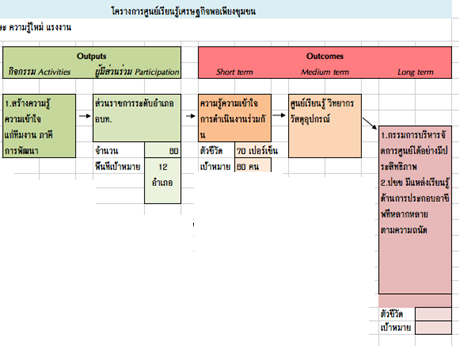 โครงการศูนย์เรียนรู้เศรษฐกิจพอเพียงชุมชน
ะ ความรู้ใหม่ แรงงาน
Outputs
Outcomes
กิจกรรม Activities
ผู้มีส่วนร่วม Participation
Short term
Medium term
Long term
1.สร้างความรู้
ความเข้าใจ
แก่ทีมงาน ภาคี
การพัฒนา
ส่วนราชการระดับอำเภอ
อบท.
จำนวน 80
พื้นที่เป้าหมาย 12
อำเภอ
ความรู้ความเข้าใจ
การดำเนินงานร่วมกั
น
ตัวชี้วัด 70 เปอร์เซ็น
เป้าหมาย 80 คน
ศูนย์เรียนรู้ วิทยากร
วัสดุอุปกรณ์
1.กรรมการบริหารจั
ดการศูนย์ได้อย่างมีป
ระสิทธิภาพ
2.ปชช มีแหล่งเรียนรู้
ด้านการประกอบอาชี
พที่หลากหลาย
ตามความถนัด
ตัวชี้วัด
เป้าหมาย